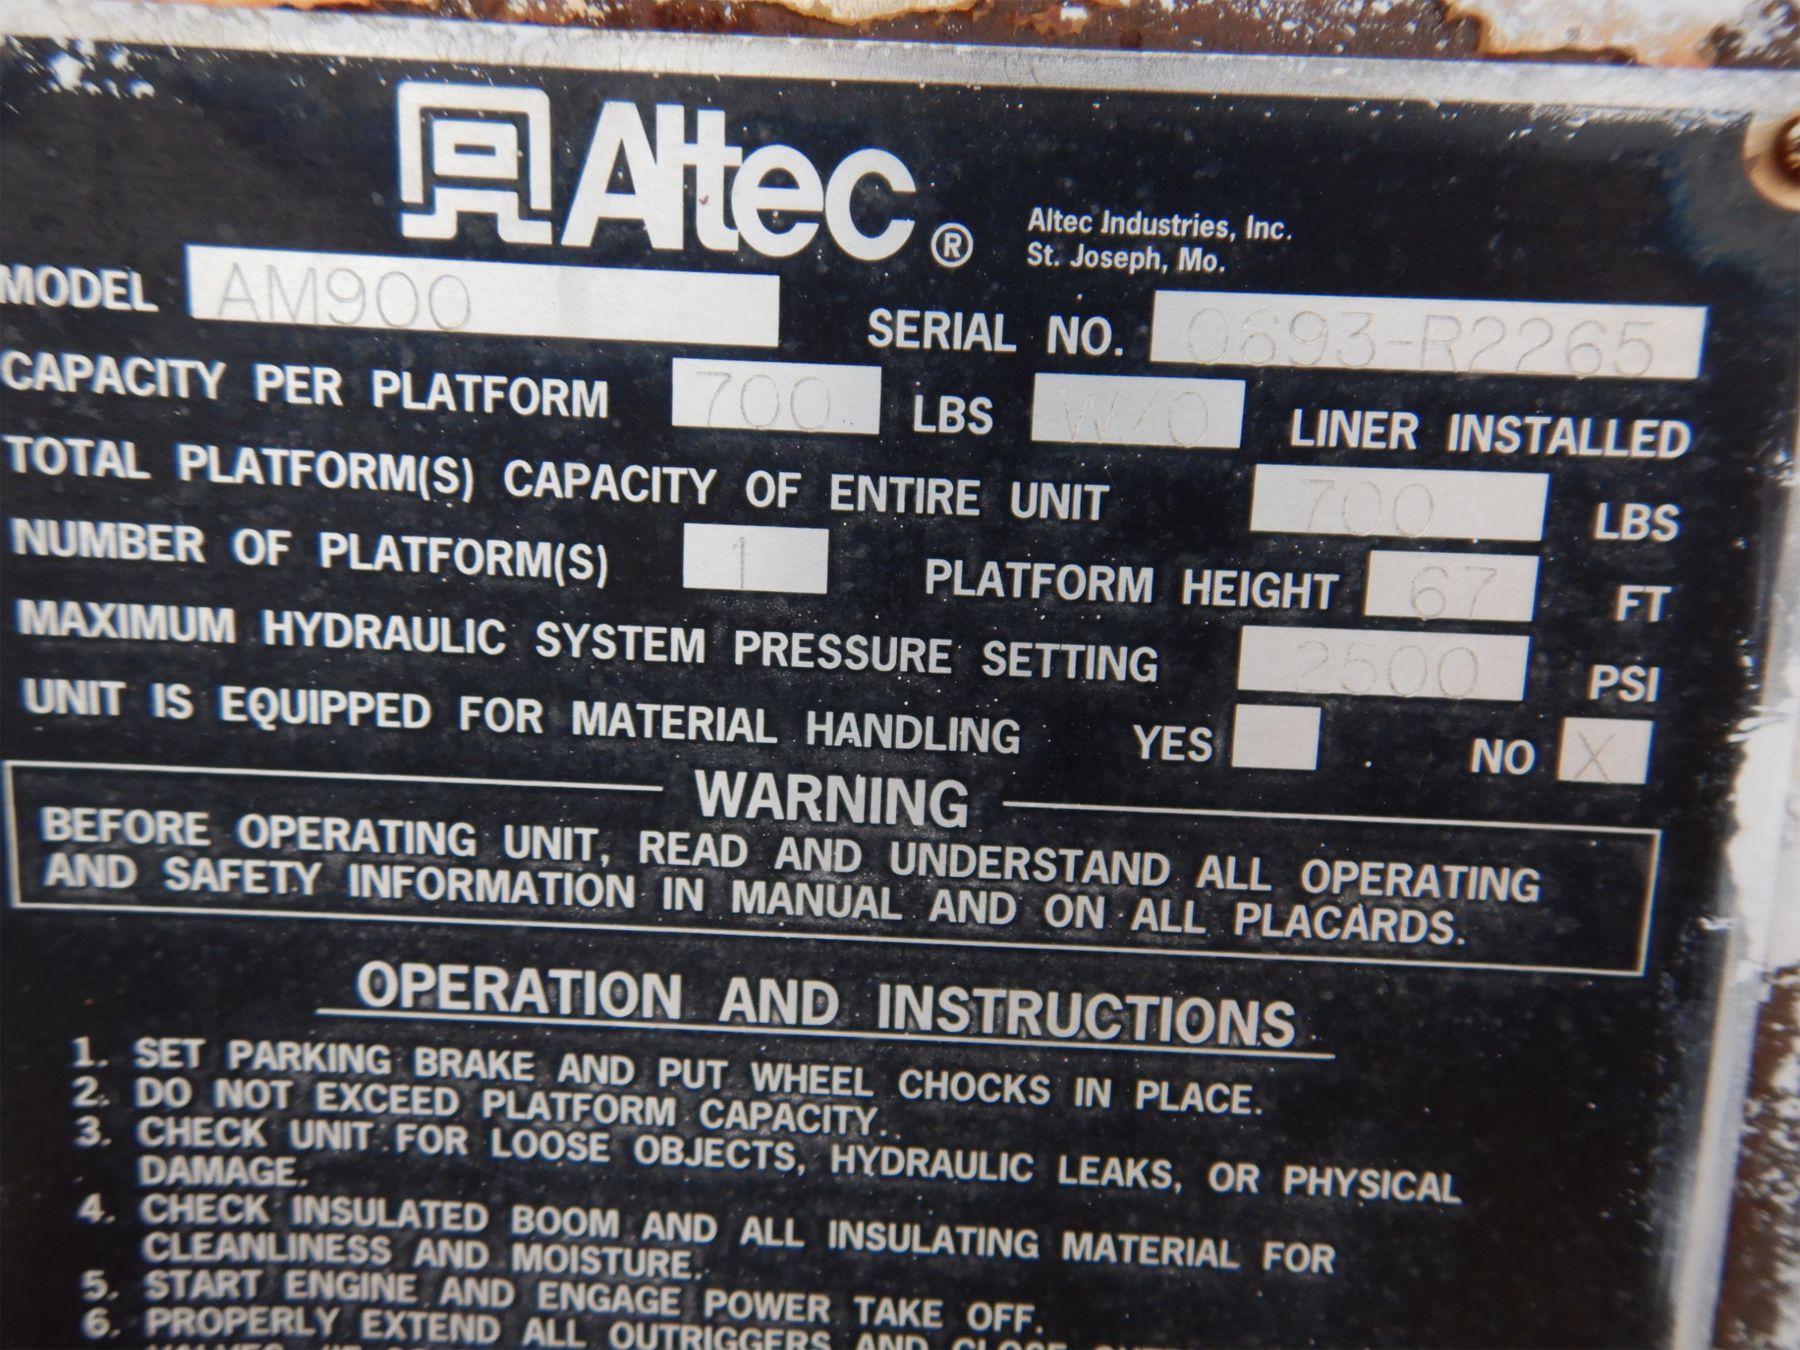 Altec®
Altec Industries, Inc.
St. Joseph, Mo.
MODEL AM900 SERIAL NO. 0693-R2265
CAPACITY PER PLATFORM 700 LBS W/O LINER INSTALLED
TOTAL PLATFORM(S) CAPACITY OF ENTIRE UNIT 700 LBS
NUMBER OF PLATFORM(S) 1 PLATFORM HEIGHT 67 FT
MAXIMUM HYDRAULIC SYSTEM PRESSURE SETTING 2500 PSI
UNIT IS EQUIPPED FOR MATERIAL HANDLING YES NO X
WARNING
BEFORE OPERATING UNIT, READ AND UNDERSTAND ALL OPERATING
AND SAFETY INFORMATION IN MANUAL AND ON ALL PLACARDS.
OPERATION AND INSTRUCTIONS
1. SET PARKING BRAKE AND PUT WHEEL CHOCKS IN PLACE.
2. DO NOT EXCEED PLATFORM CAPACITY.
3. CHECK UNIT FOR LOOSE OBJECTS, HYDRAULIC LEAKS, OR PHYSICAL
DAMAGE.
4. CHECK INSULATED BOOM AND ALL INSULATING MATERIAL FOR
CLEANLINESS AND MOISTURE.
5. START ENGINE AND ENGAGE POWER TAKE OFF.
6. PROPERLY EXTEND ALL OUTRIGGERS AND CLOSE